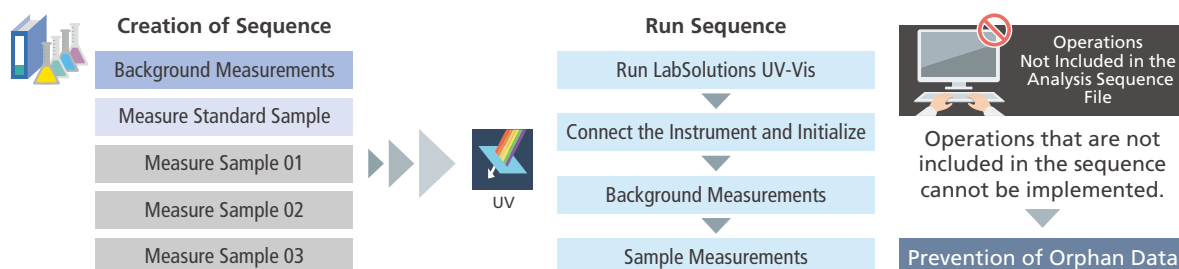 Creation of Sequence
Background Measurements
Measure Standard Sample
Measure Sample 01
Measure Sample 02
Measure Sample 03
UV
Run Sequence
Run LabSolutions UV-Vis
Connect the Instrument and Initialize
Background Measurements
Sample Measurements
Operations
Not Included in the
Analysis Sequence
File
Operations that are not
included in the sequence
cannot be implemented.
Prevention of Orphan Data